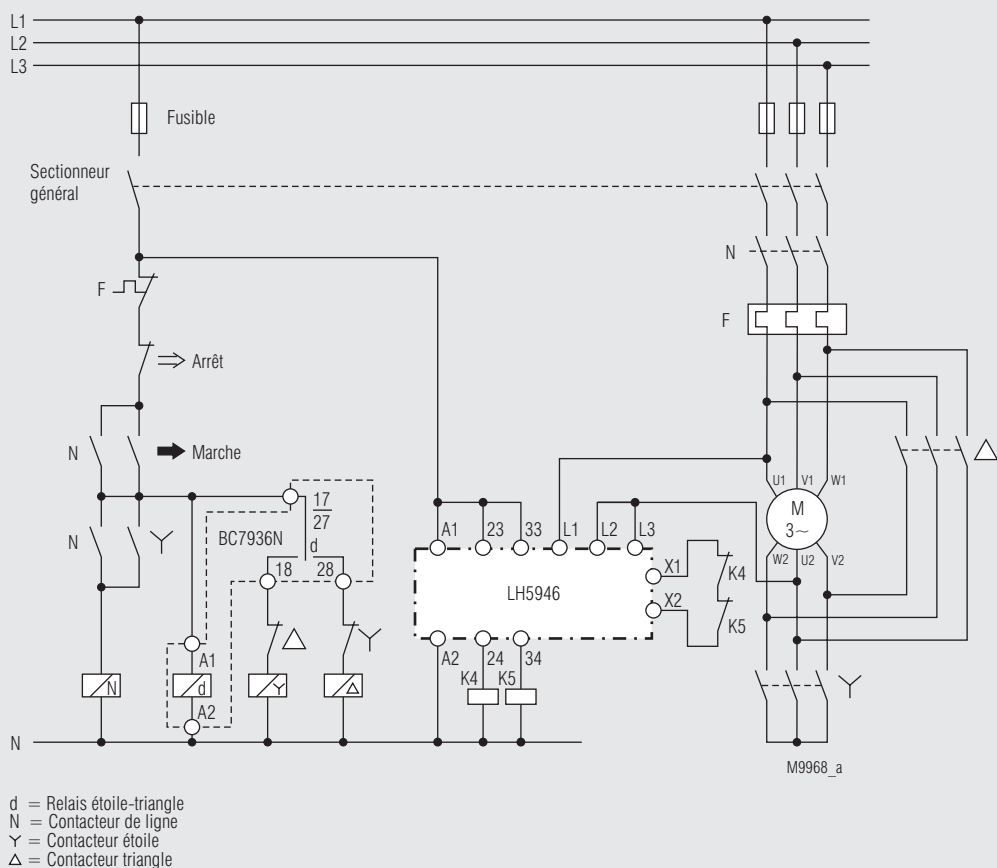 L1
L2
L3
Fusible
Sectionneur
général
N
F
F
Arrêt
N
Marche
U1
V1
W1
M
3~
W2
U2
V2
17
27
BC7936N
d
N
18
28
A1
23
33
L1
L2
L3
X1
K4
LH5946
X2
K5
A1
A2
24
34
N
d
Y
Δ
K4
K5
A2
N
M9968_a
d = Relais étoile-triangle
N = Contacteur de ligne
Y = Contacteur étoile
Δ = Contacteur triangle